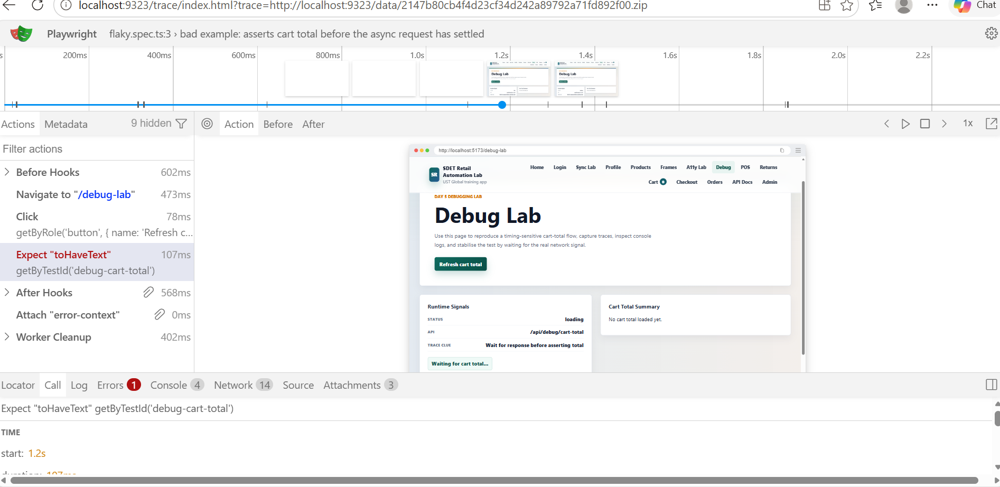 localhost:9323/trace/index.html?trace=http://localhost:9323/data/2147b80cb4f4d23cf34d242a89792a71fd892f00.zip
Chat
Playwright flaky.spec.ts:3 › bad example: asserts cart total before the async request has settled
s 200ms 400ms 600ms 800ms 1.0s 1.2s 1.4s 1.6s 1.8s 2.0s 2.2s
Debug Lab
Debug Lab
Actions Metadata 9 hidden
Action Before After
1x
Filter actions
Before Hooks 602ms
Navigate to "/debug-lab" 473ms
Click 78ms
getByRole('button', { name: 'Refresh c...
Expect "toHaveText" 107ms
getByTestId('debug-cart-total')
After Hooks 568ms
Attach "error-context" 0ms
Worker Cleanup 402ms
http://localhost:5173/debug-lab
SR
SDET Retail
Automation Lab
UST Global training app
Home Login Sync Lab Profile Products Frames A11y Lab Debug POS Returns
Cart 0 Checkout Orders API Docs Admin
DAY 5 DEBUGGING LAB
Debug Lab
Use this page to reproduce a timing-sensitive cart-total flow, capture traces, inspect console
logs, and stabilise the test by waiting for the real network signal.
Refresh cart total
Runtime Signals
STATUS loading
API /api/debug/cart-total
TRACE CLUE Wait for response before asserting total
Waiting for cart total...
Cart Total Summary
No cart total loaded yet.
Locator Call Log Errors 1 Console 4 Network 14 Source Attachments 3
Expect "toHaveText" getByTestId('debug-cart-total')
TIME
start: 1.2s
duration: 107ms